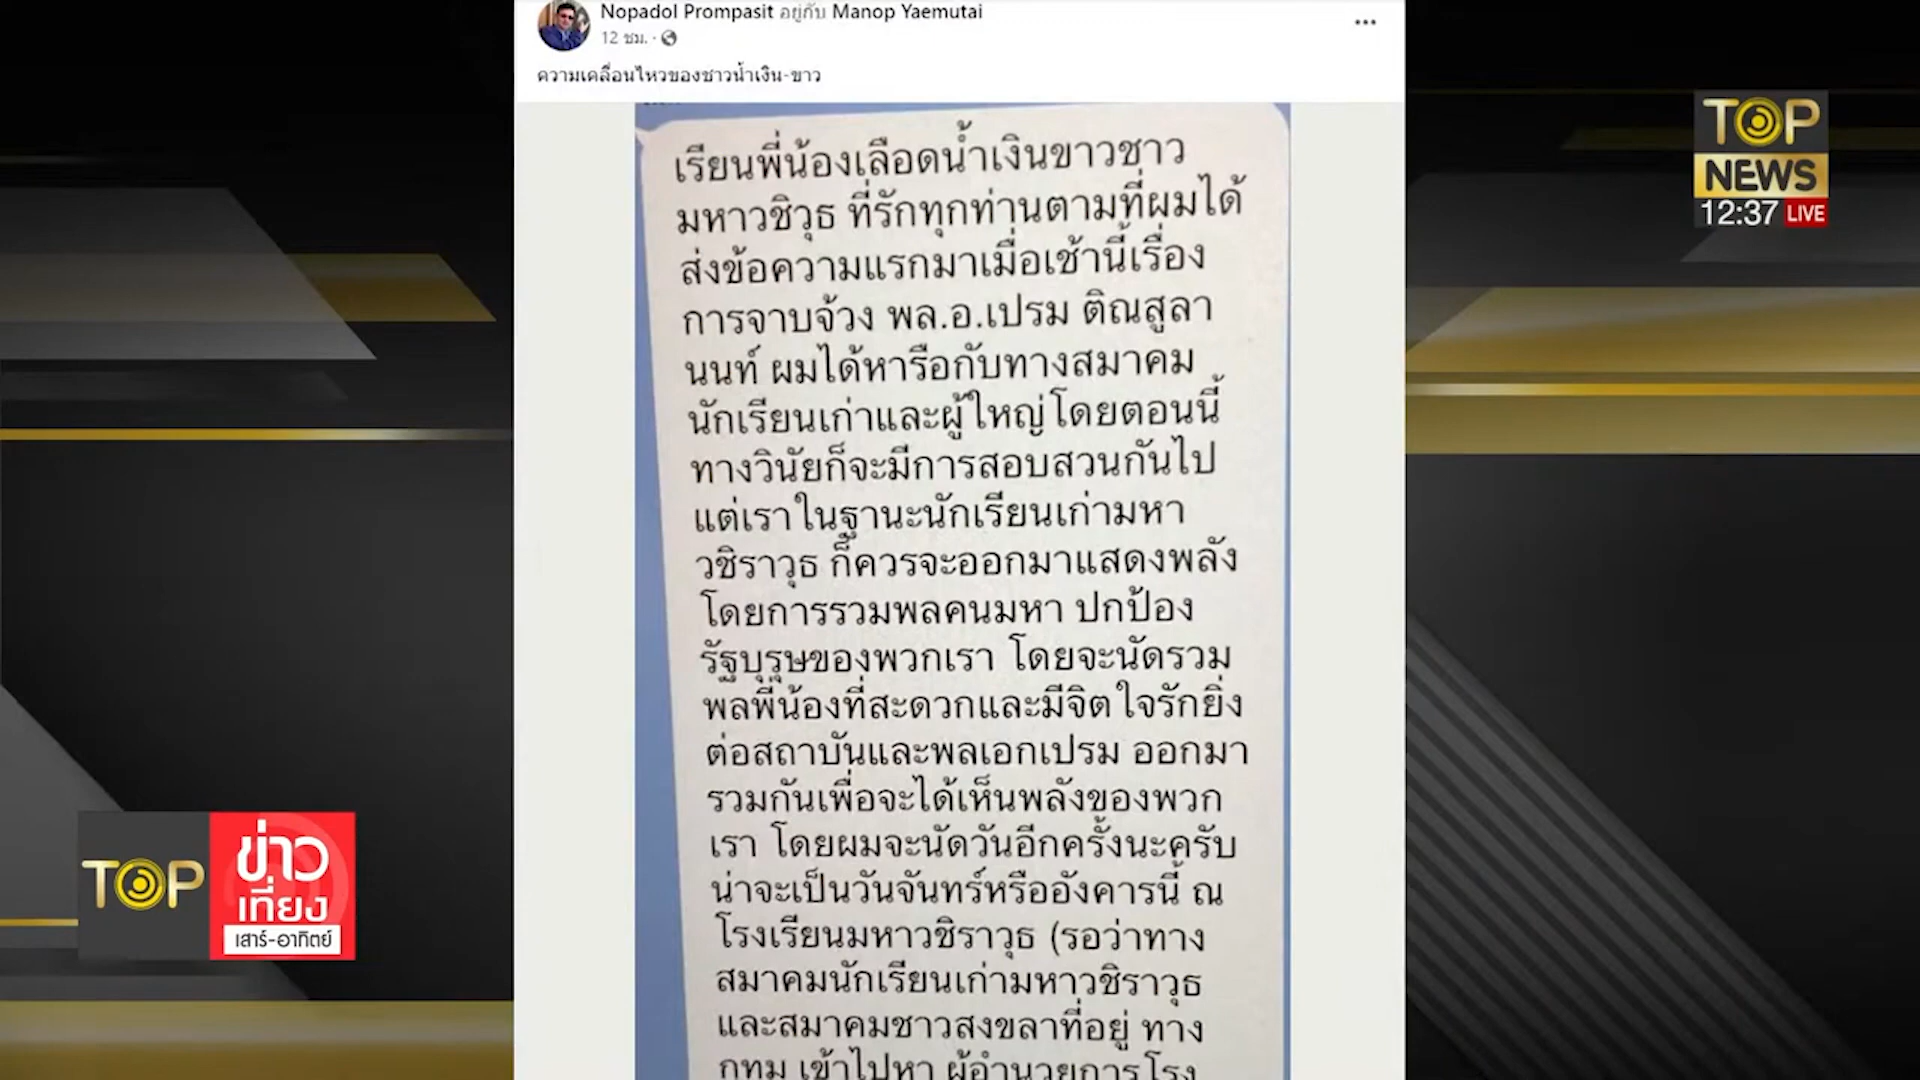 Nopadol Prompasit อยู่กับ Manop Yaemutai
12 ชม.
ความเคลื่อนไหวของชาวน้ำเงิน-ขาว
เรียนพี่น้องเลือดน้ำเงินขาวชาว
มหาวชิวุธ ที่รักทุกท่านตามที่ผมได้
ส่งข้อความแรกมาเมื่อเช้านี้เรื่อง
การจาบจ้วง พล.อ.เปรม ติณสูลา
นนท์ ผมได้หารือกับทางสมาคม
นักเรียนเก่าและผู้ใหญ่โดยตอนนี้
ทางวินัยก็จะมีการสอบสวนกันไป
แต่เราในฐานะนักเรียนเก่ามหา
วชิราวุธ ก็ควรจะออกมาแสดงพลัง
โดยการรวมพลคนมหา ปกป้อง
รัฐบุรุษของพวกเรา โดยจะนัดรวม
พลพี่น้องที่สะดวกและมีจิตใจรักยิ่ง
ต่อสถาบันและพลเอกเปรม ออกมา
รวมกันเพื่อจะได้เห็นพลังของพวก
เรา โดยผมจะนัดวันอีกครั้งนะครับ
น่าจะเป็นวันจันทร์หรืออังคารนี้ ณ
โรงเรียนมหาวชิราวุธ (รอว่าทาง
สมาคมนักเรียนเก่ามหาวชิราวุธ
และสมาคมชาวสงขลาที่อยู่ ทาง
กทม เข้าไปหา ผู้อำนวยการโรง
TOP
NEWS
12:37 LIVE
TOP
ข่าว
เที่ยง
เสาร์-อาทิตย์